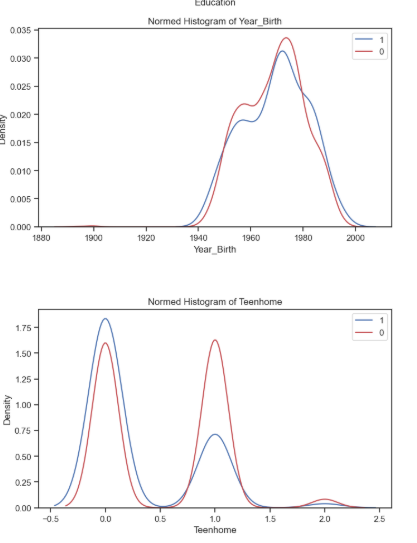 Education
Normed Histogram of Year_Birth
1
0
0.035
0.030
0.025
0.020
0.015
0.010
0.005
0.000
Density
1880 1900 1920 1940 1960 1980 2000
Year_Birth
Normed Histogram of Teenhome
1
0
1.75
1.50
1.25
1.00
0.75
0.50
0.25
0.00
Density
−0.5 0.0 0.5 1.0 1.5 2.0 2.5
Teenhome